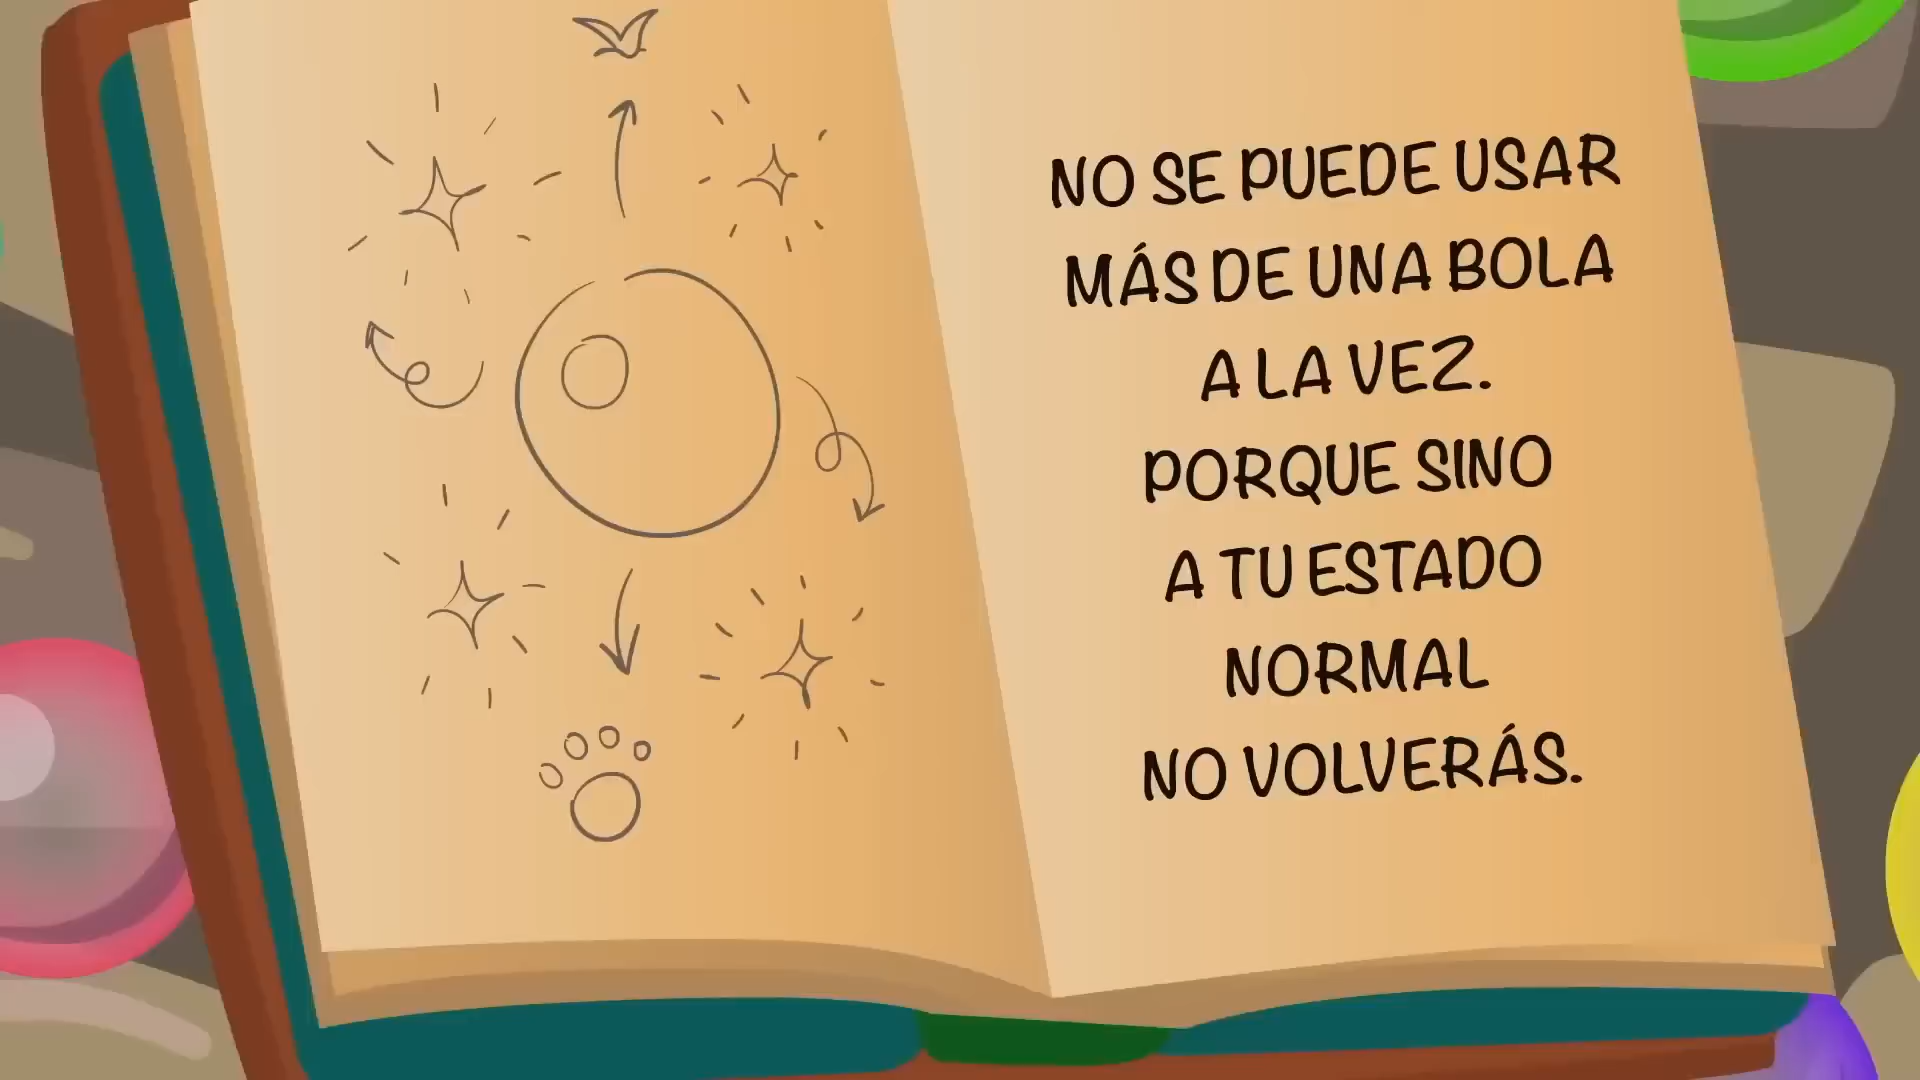 NO SE PUEDE USAR
MÁS DE UNA BOLA
A LA VEZ.
PORQUE SINO
A TU ESTADO
NORMAL
NO VOLVERÁS.